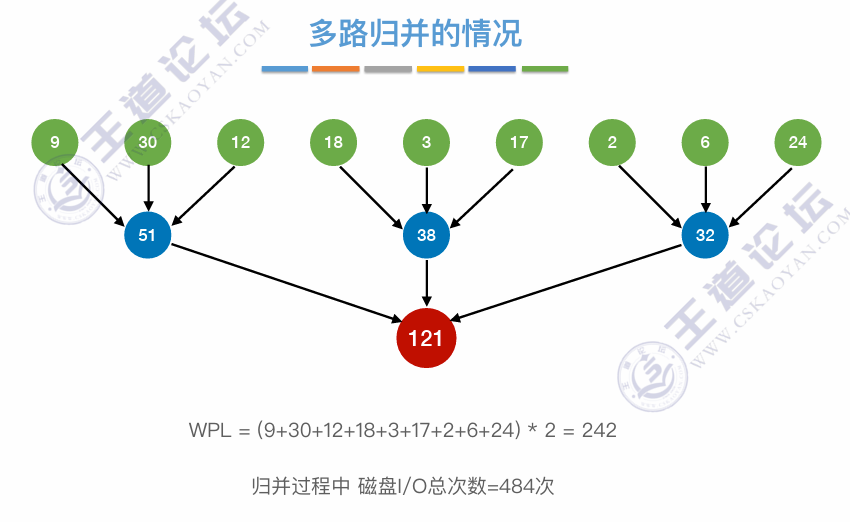 多路归并的情况
9 30 12 18 3 17 2 6 24
51 38 32
121
WPL = (9+30+12+18+3+17+2+6+24) * 2 = 242
归并过程中 磁盘I/O总次数=484次
王道论坛
WWW.CSKAOYAN.COM
王道论坛
WWW.CSKAOYAN.COM